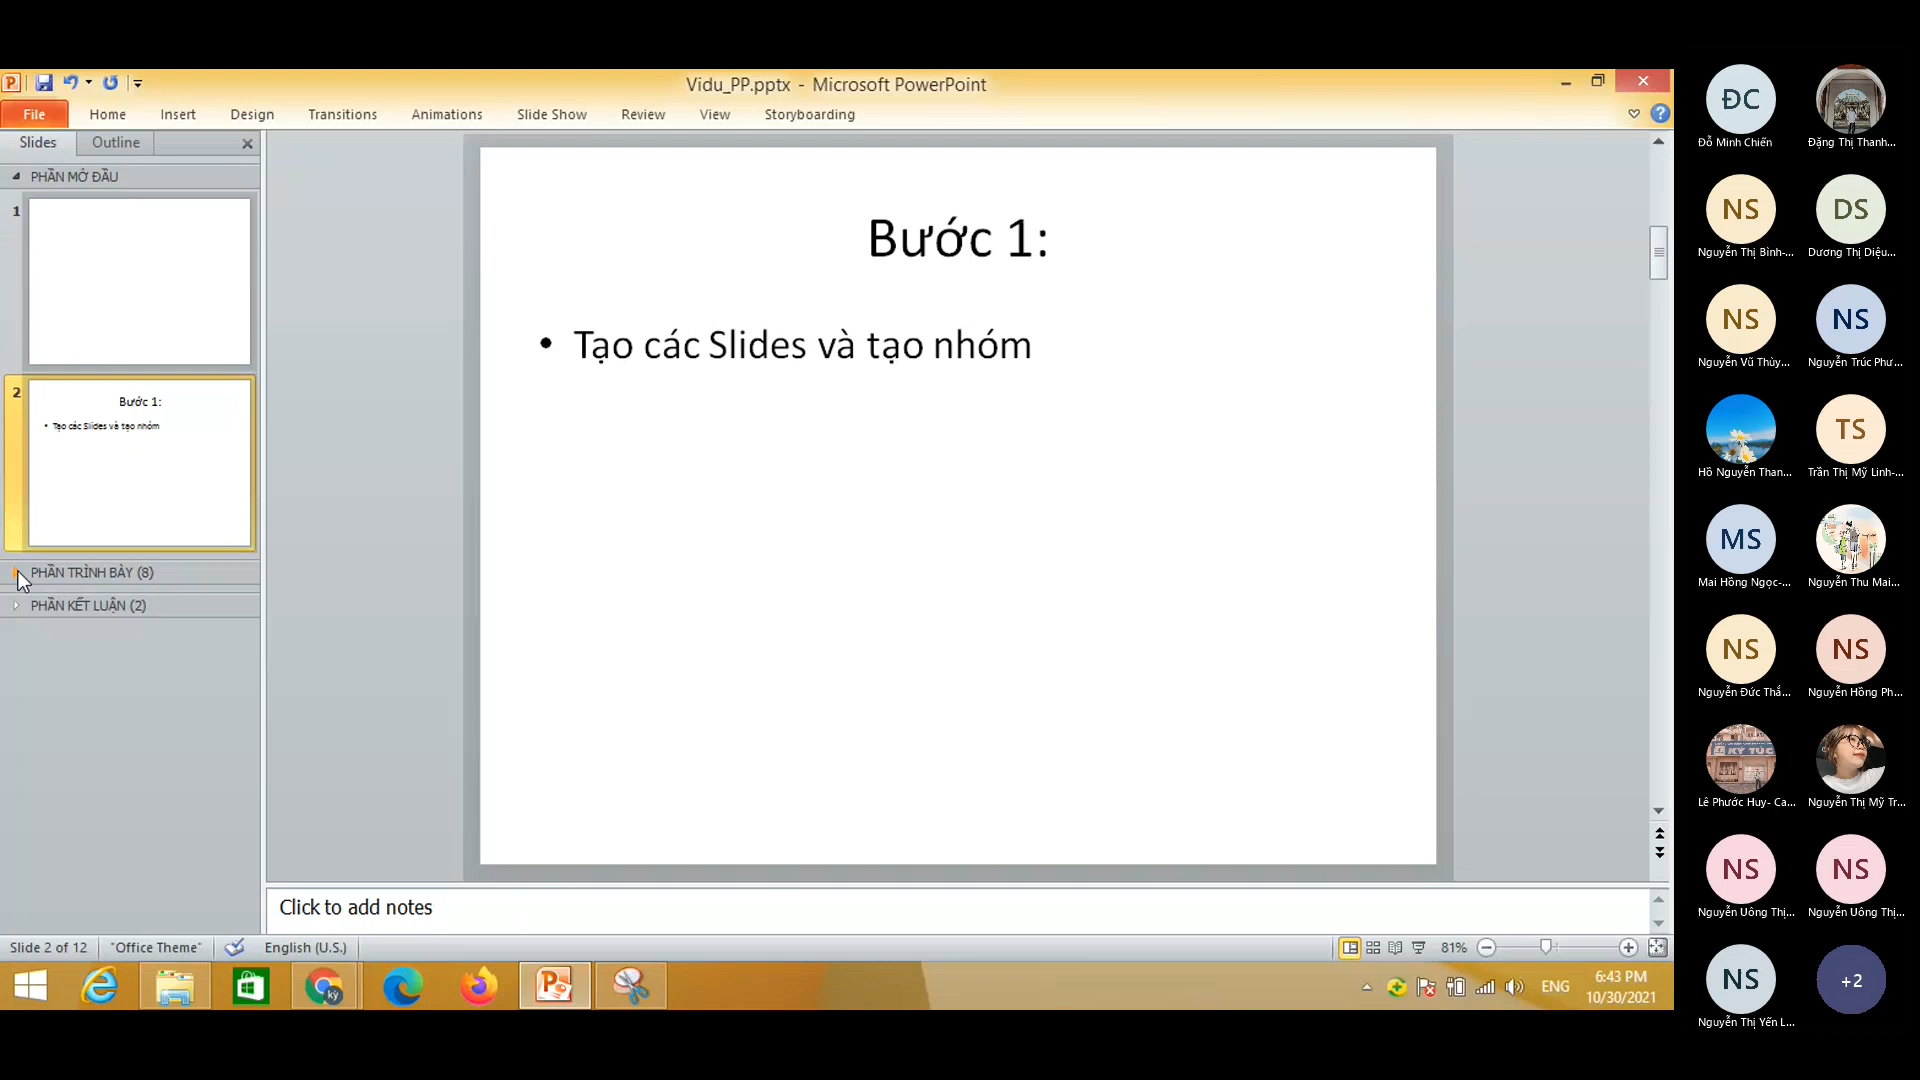 Vidu_PP.pptx - Microsoft PowerPoint
File Home Insert Design Transitions Animations Slide Show Review View Storyboarding
Slides Outline
PHẦN MỞ ĐẦU
1
2
Bước 1:
• Tạo các Slides và tạo nhóm
PHẦN TRÌNH BÀY (8)
PHẦN KẾT LUẬN (2)
Bước 1:
• Tạo các Slides và tạo nhóm
Click to add notes
Slide 2 of 12 "Office Theme" English (U.S.) 81%
ký
ENG
6:43 PM
10/30/2021
ĐC
Đỗ Minh Chiến
Đặng Thị Thanh...
NS DS
Nguyễn Thị Bình-... Dương Thị Diệu...
NS NS
Nguyễn Vũ Thùy... Nguyễn Trúc Phư...
TS
Hồ Nguyễn Than... Trần Thị Mỹ Linh-...
MS
Mai Hồng Ngọc-... Nguyễn Thu Mai...
NS NS
Nguyễn Đức Thắ... Nguyễn Hồng Ph...
KÝ TÚC
Lê Phước Huy- Ca... Nguyễn Thị Mỹ Tr...
NS NS
Nguyễn Uông Thị... Nguyễn Uông Thị...
NS +2
Nguyễn Thị Yến L...